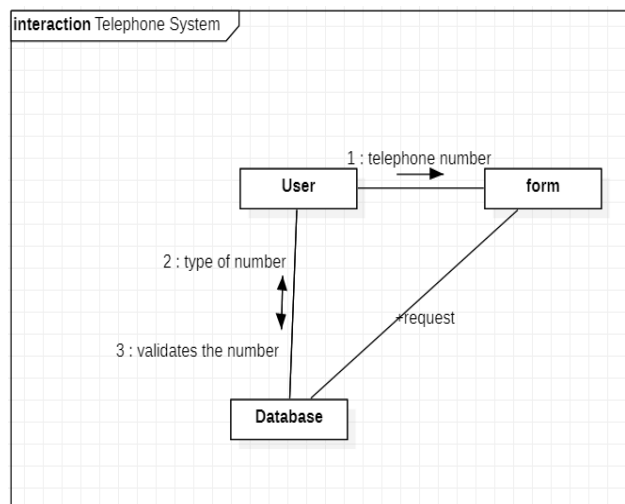 interaction Telephone System
1 : telephone number
User
form
2 : type of number
+request
3 : validates the number
Database